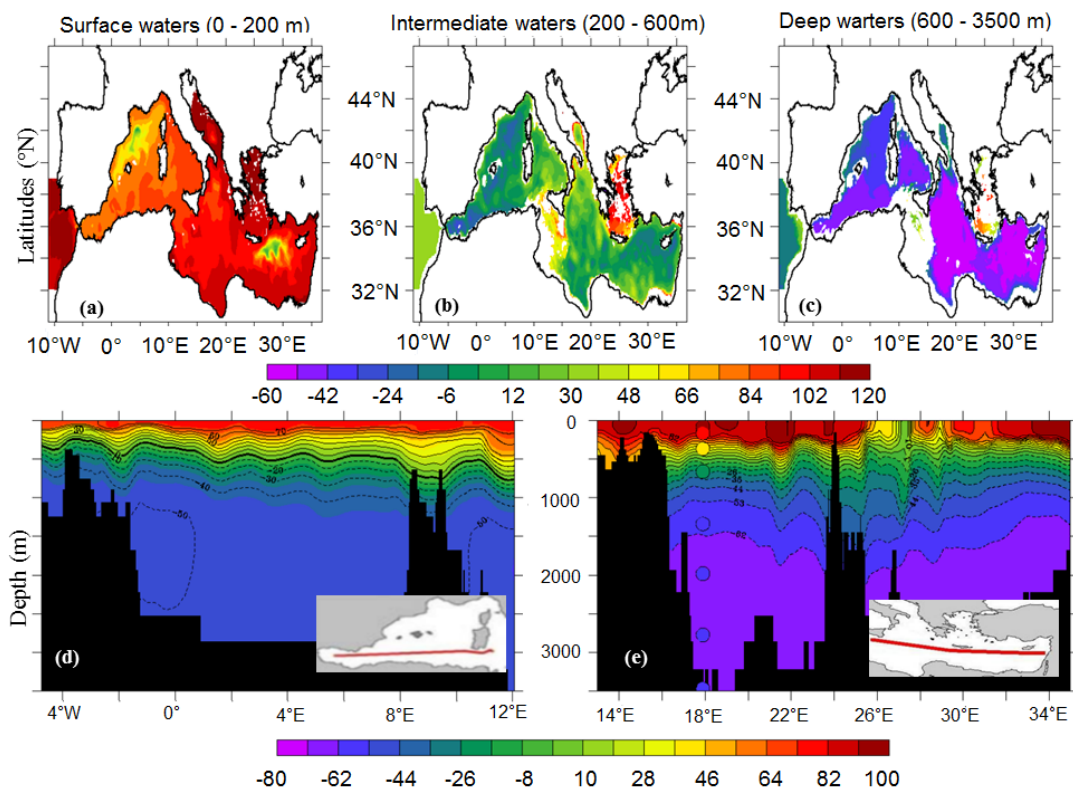 Surface waters (0 - 200 m)
Intermediate waters (200 - 600m)
Deep warters (600 - 3500 m)
Latitudes (°N)
44°N
40°N
36°N
32°N
44°N
40°N
36°N
32°N
(a)
(b)
(c)
10°W 0° 10°E 20°E 30°E
10°W 0° 10°E 20°E 30°E
10°W 0° 10°E 20°E 30°E
-60 -42 -24 -6 12 30 48 66 84 102 120
Depth (m)
0
1000
2000
3000
(d)
(e)
4°W 0° 4°E 8°E 12°E
13°E 18°E 22°E 26°E 30°E 34°E
-80 -62 -44 -26 -8 10 28 46 64 82 100